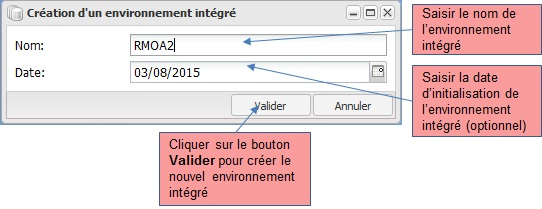 Création d'un environnement intégré
Nom:
RMOA2
Date:
03/08/2015
Valider
Annuler
Saisir le nom de
l'environnement
intégré
Saisir la date
d'initialisation de
l'environnement
intégré (optionnel)
Cliquer sur le bouton
Valider pour créer le
nouvel environnement
intégré